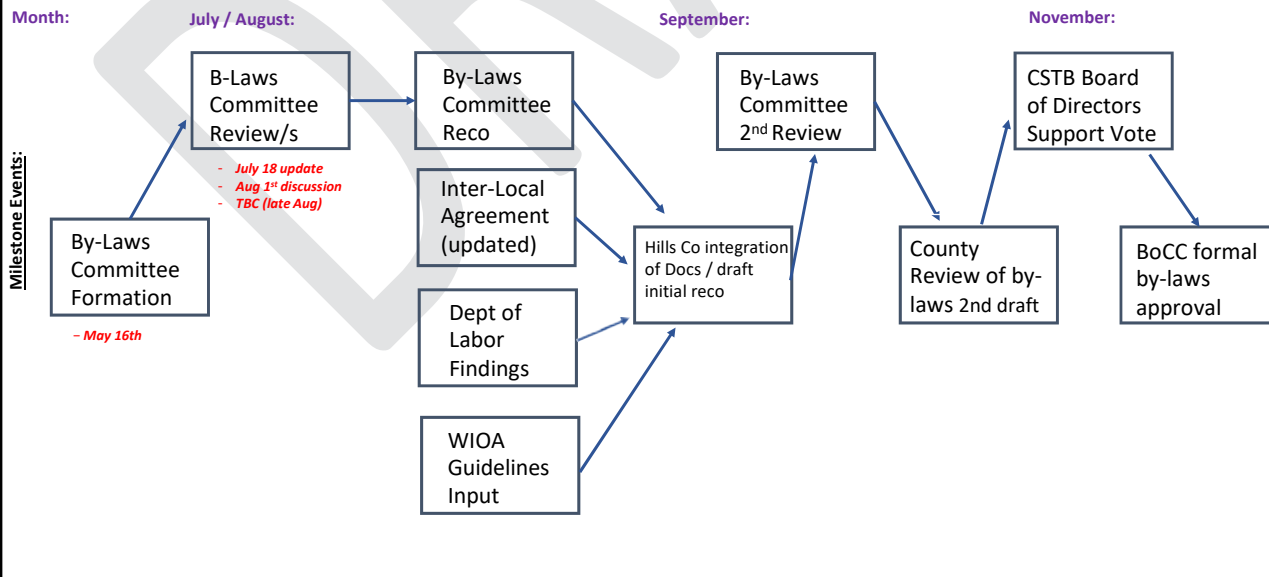 Month:
July / August:
September:
November:
Milestone Events:
By-Laws
Committee
Formation
- May 16th
B-Laws
Committee
Review/s
- July 18 update
- Aug 1st discussion
- TBC (late Aug)
By-Laws
Committee
Reco
Inter-Local
Agreement
(updated)
Dept of
Labor
Findings
WIOA
Guidelines
Input
Hills Co integration
of Docs / draft
initial reco
By-Laws
Committee
2nd Review
County
Review of by-
laws 2nd draft
CSTB Board
of Directors
Support Vote
BoCC formal
by-laws
approval